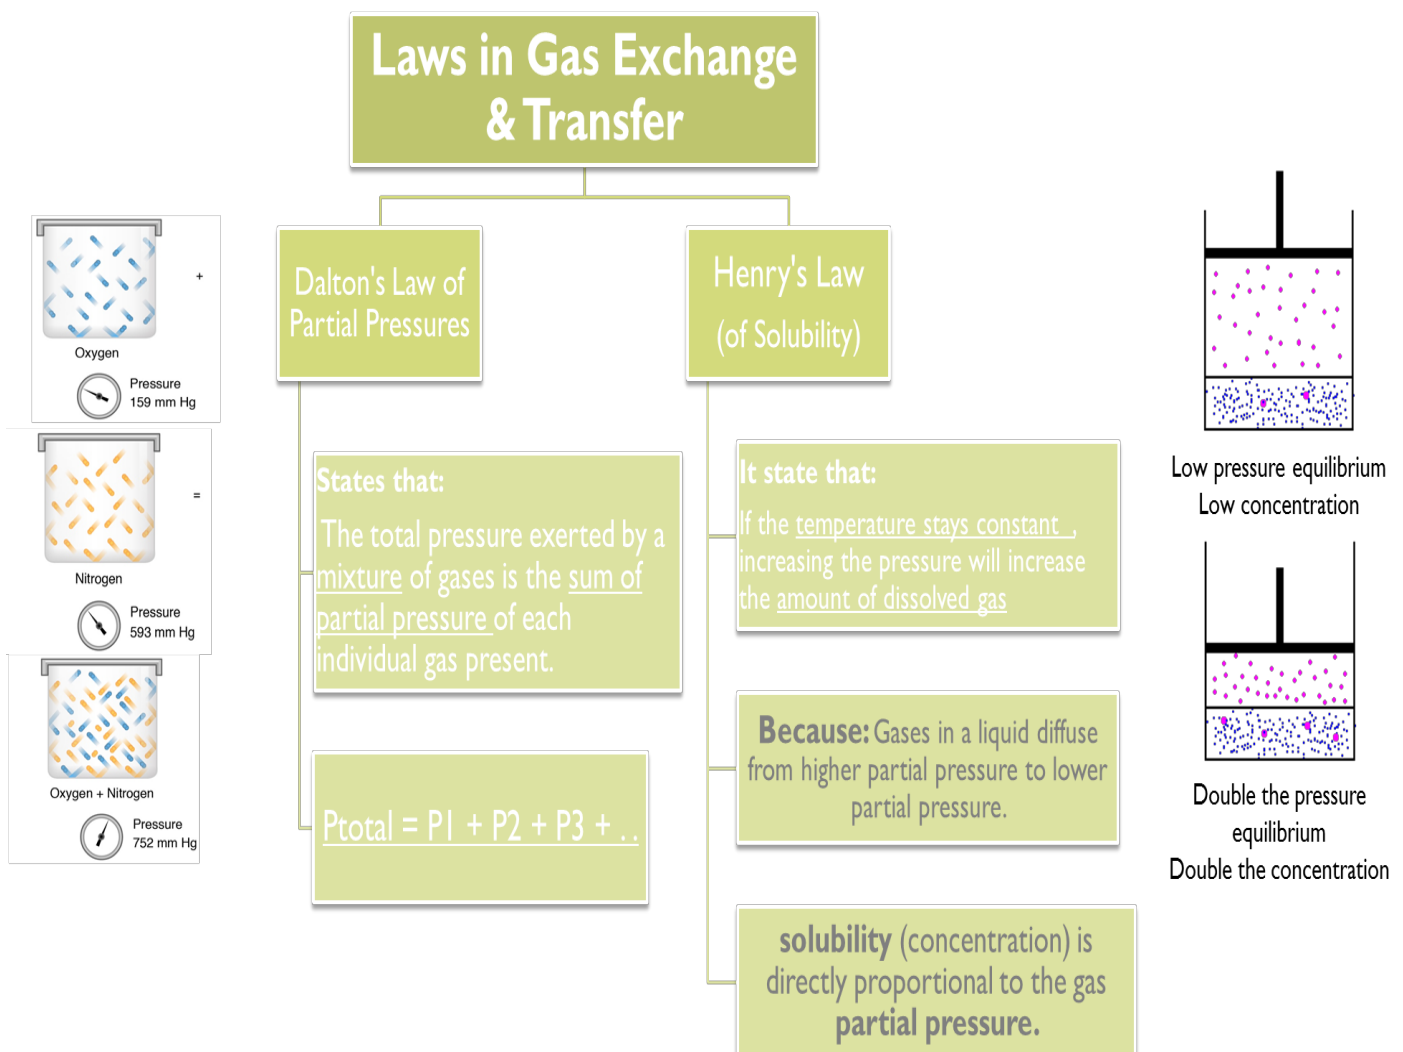 Laws in Gas Exchange
& Transfer
Dalton's Law of
Partial Pressures
Henry's Law
(of Solubility)
+
Oxygen
Pressure
159 mm Hg
=
Nitrogen
Pressure
593 mm Hg
Oxygen + Nitrogen
Pressure
752 mm Hg
States that:
The total pressure exerted by a
mixture of gases is the sum of
partial pressure of each
individual gas present.
Ptotal = P1 + P2 + P3 + . .
It state that:
If the temperature stays constant ,
increasing the pressure will increase
the amount of dissolved gas
Because: Gases in a liquid diffuse
from higher partial pressure to lower
partial pressure.
solubility (concentration) is
directly proportional to the gas
partial pressure.
Low pressure equilibrium
Low concentration
Double the pressure
equilibrium
Double the concentration